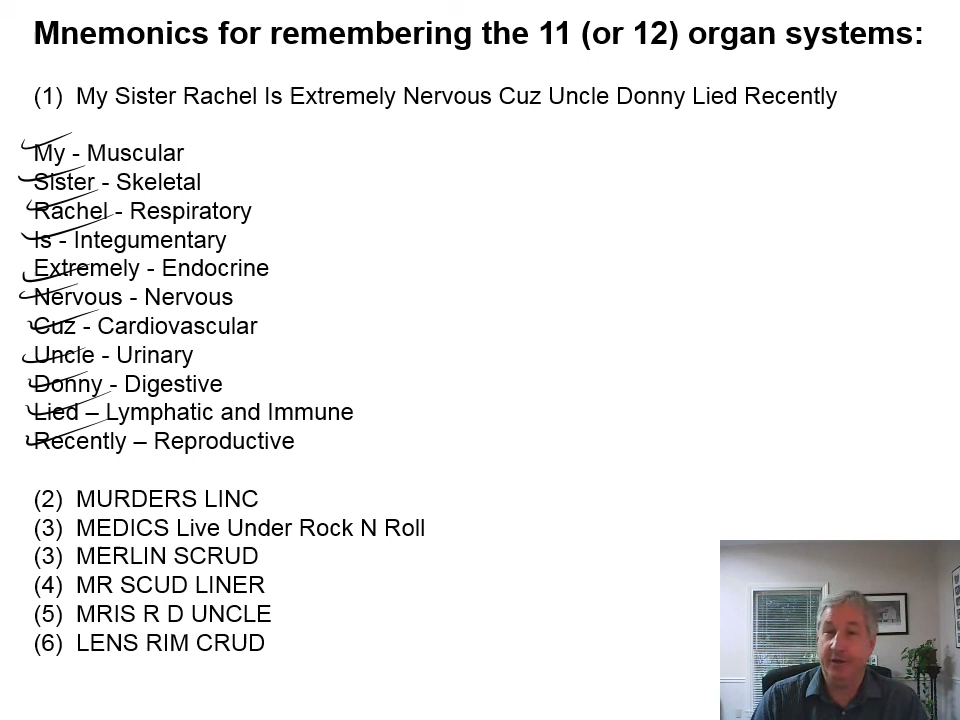 Mnemonics for remembering the 11 (or 12) organ systems:
(1) My Sister Rachel Is Extremely Nervous Cuz Uncle Donny Lied Recently
My - Muscular
Sister - Skeletal
Rachel - Respiratory
Is - Integumentary
Extremely - Endocrine
Nervous - Nervous
Cuz - Cardiovascular
Uncle - Urinary
Donny - Digestive
Lied – Lymphatic and Immune
Recently – Reproductive
(2) MURDERS LINC
(3) MEDICS Live Under Rock N Roll
(3) MERLIN SCRUD
(4) MR SCUD LINER
(5) MRIS R D UNCLE
(6) LENS RIM CRUD